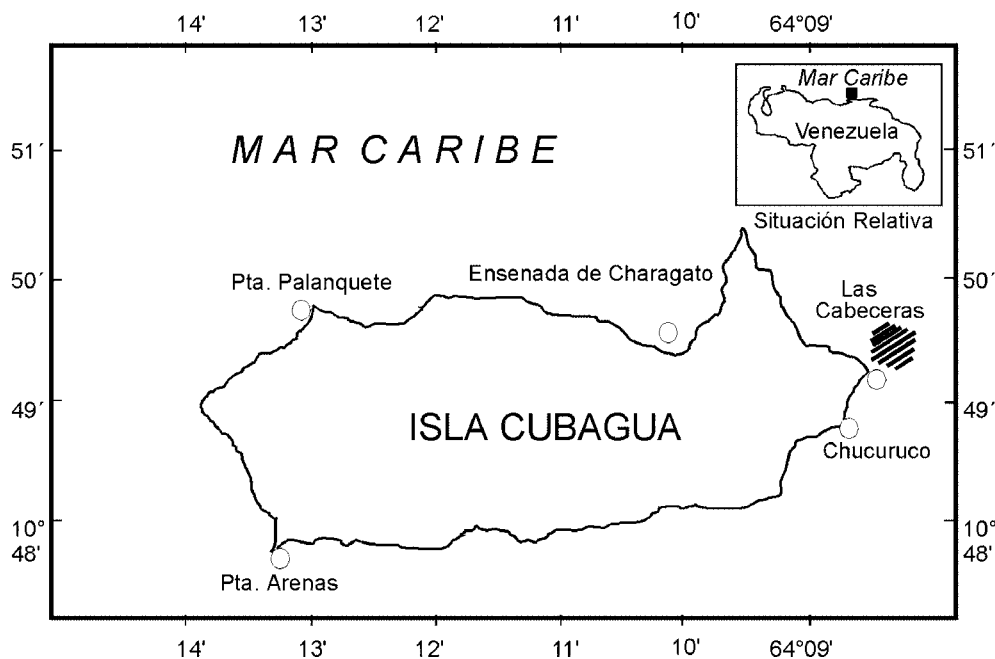 14' 13' 12' 11' 10' 64°09'
Mar Caribe
Venezuela
Situación Relativa
MAR CARIBE
51´ 51´
50´ 50´
Pta. Palanquete
Ensenada de Charagato
Las
Cabeceras
49´ 49´
ISLA CUBAGUA
Chucuruco
10° 10°
48' 48'
Pta. Arenas
14' 13' 12' 11' 10' 64°09'